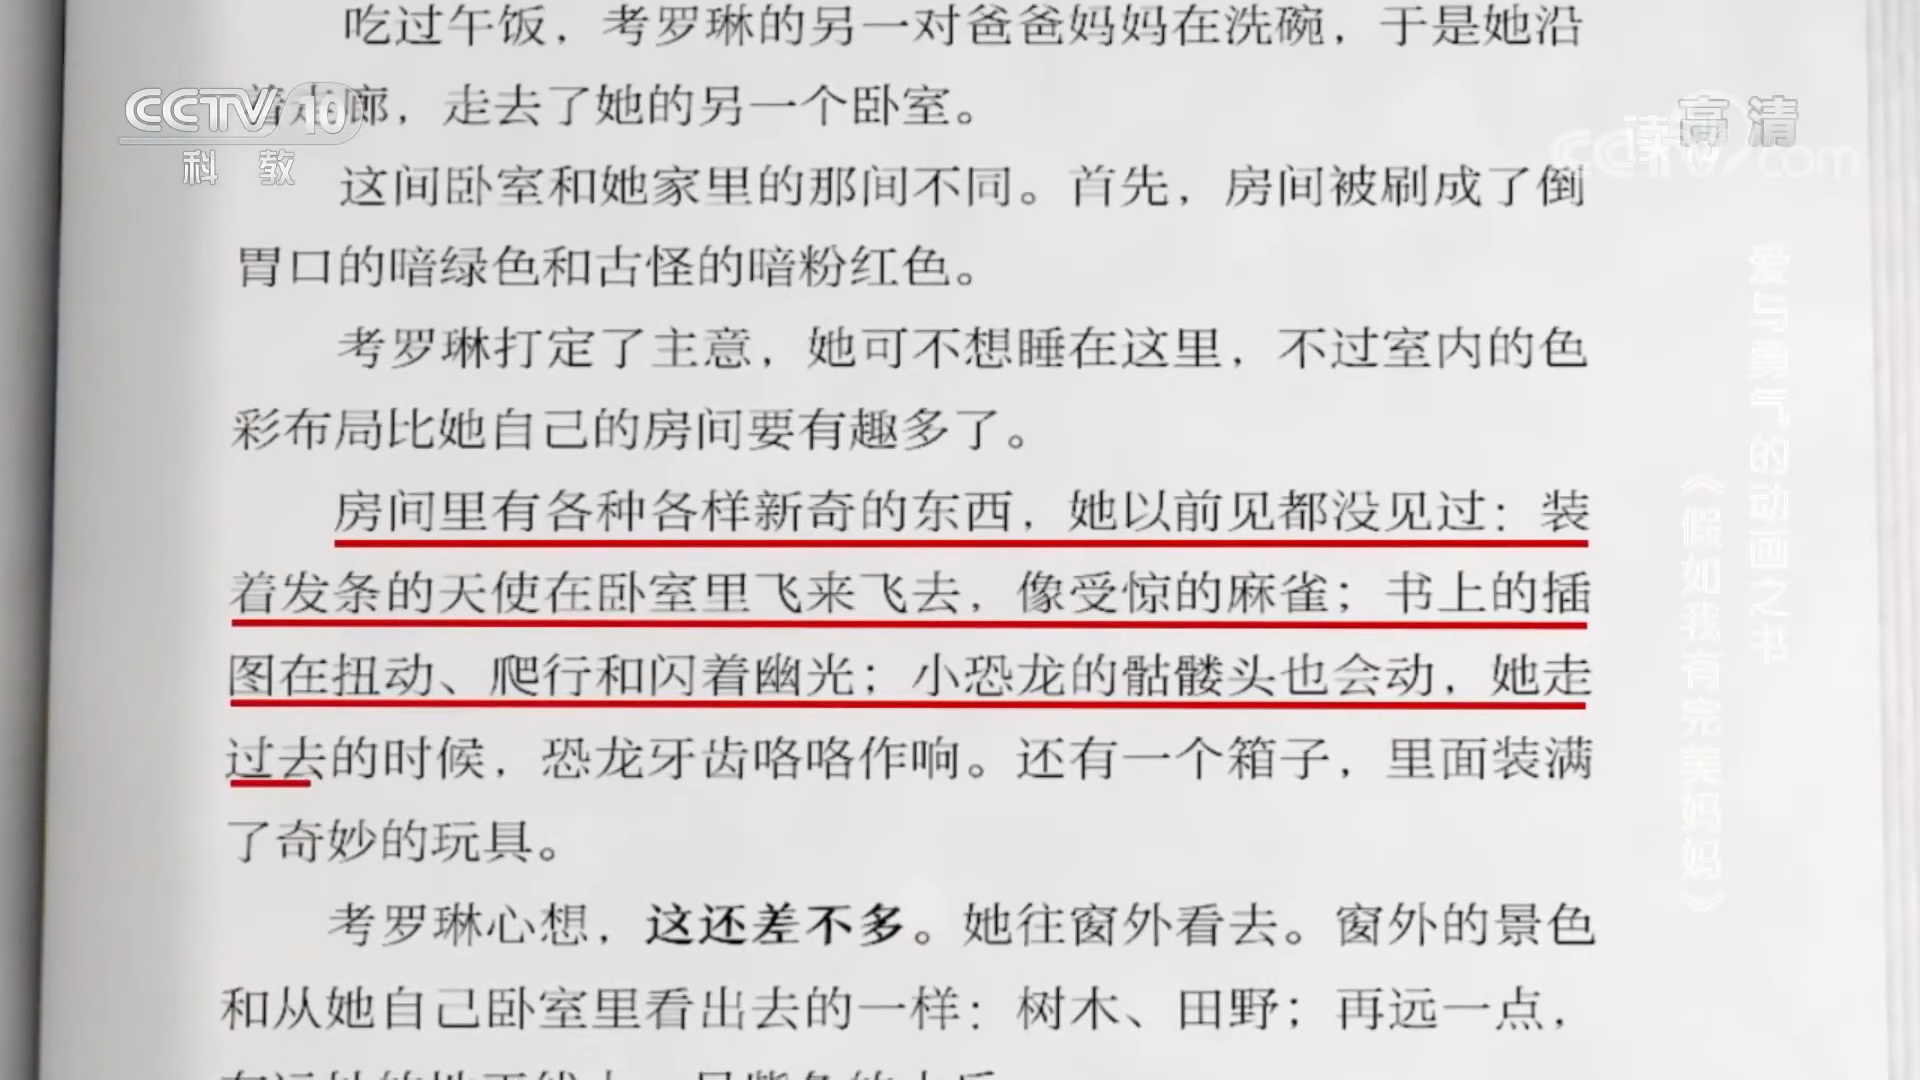 吃过午饭，考罗琳的另一对爸爸妈妈在洗碗，于是她沿
着走廊，走去了她的另一个卧室。
这间卧室和她家里的那间不同。首先，房间被刷成了倒
胃口的暗绿色和古怪的暗粉红色。
考罗琳打定了主意，她可不想睡在这里，不过室内的色
彩布局比她自己的房间要有趣多了。
房间里有各种各样新奇的东西，她以前见都没见过：装
着发条的天使在卧室里飞来飞去，像受惊的麻雀；书上的插
图在扭动、爬行和闪着幽光；小恐龙的骷髅头也会动，她走
过去的时候，恐龙牙齿咯咯作响。还有一个箱子，里面装满
了奇妙的玩具。
考罗琳心想，这还差不多。她往窗外看去。窗外的景色
和从她自己卧室里看出去的一样：树木、田野；再远一点，
CCTV 10
科教
高清
读书
cctv.com
爱与勇气的动画之书
《假如我有完美妈妈》